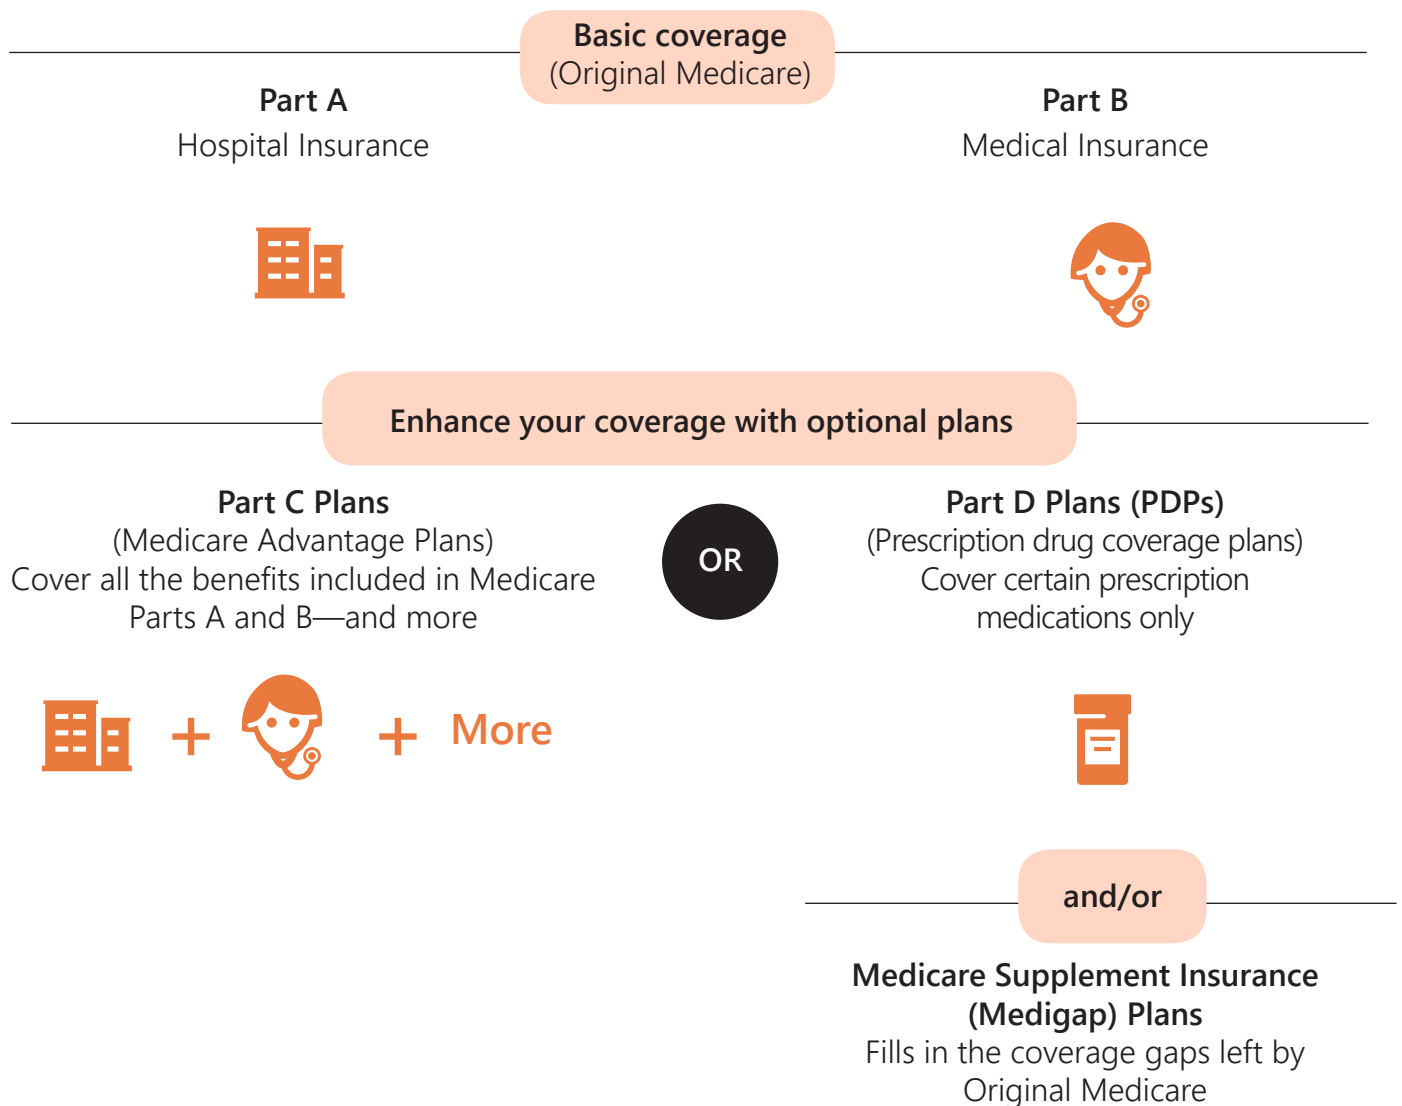 Basic coverage
(Original Medicare)
Part A
Hospital Insurance
Part B
Medical Insurance
Enhance your coverage with optional plans
Part C Plans
(Medicare Advantage Plans)
Cover all the benefits included in Medicare
Parts A and B—and more
+ + More
OR
Part D Plans (PDPs)
(Prescription drug coverage plans)
Cover certain prescription
medications only
and/or
Medicare Supplement Insurance
(Medigap) Plans
Fills in the coverage gaps left by
Original Medicare